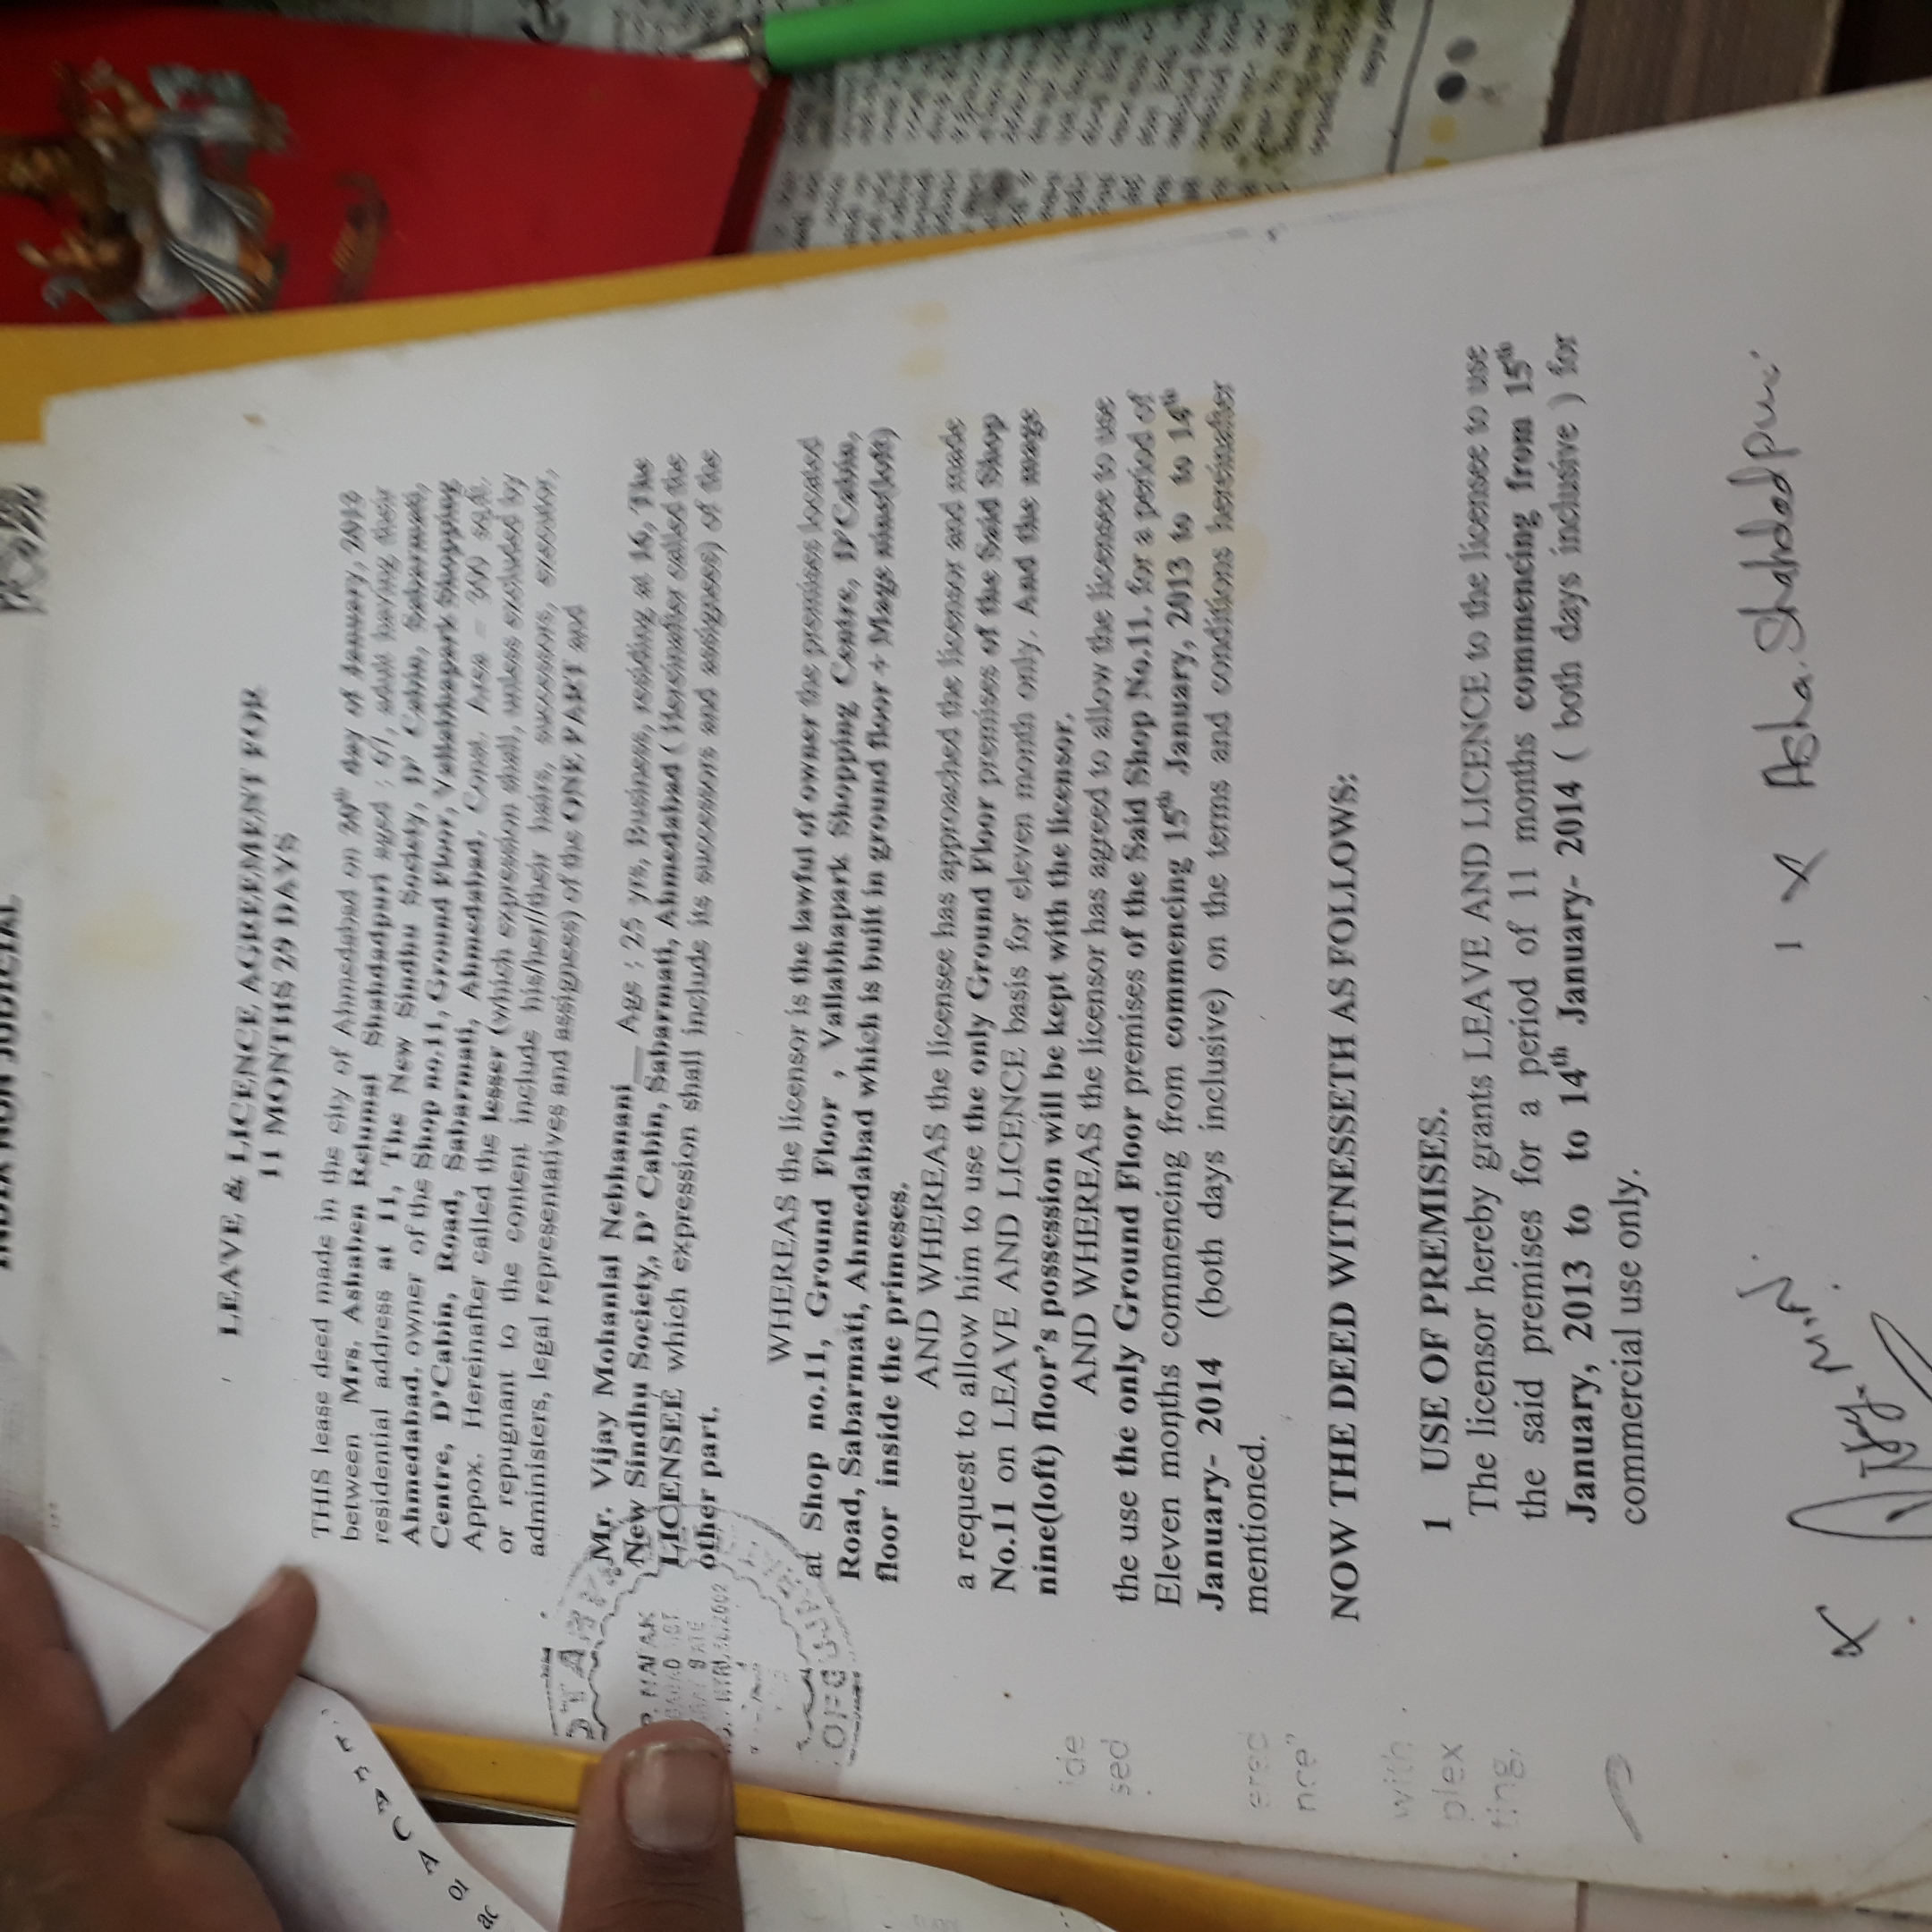 INDIA NON JUDICIAL
LEAVE & LICENCE AGREEMENT FOR
11 MONTHS 29 DAYS
THIS lease deed made in the city of Ahmedabad on day of January,
between Mrs. Ashaben Relumal Shahdadpuri aged : adult having their
residential address at 11, The New Sindhu Society, D' Cabin, Sabarmati,
Ahmedabad, owner of the Shop no.11, Ground Floor, Vallabhapark Shopping
Centre, D'Cabin, Road, Sabarmati, Ahmedabad, Const. Area = sq.ft.
Appox. Hereinafter called the lesser (which expression shall, unless excluded by
or repugnant to the content include his/her//their hairs, successors, executor,
administers, legal representatives and assignees) of the ONE PART and
Mr. Vijay Mohanlal Nebhanani__ Age : 25 yrs, Business, residing at 16, The
New Sindhu Society,, D' Cabin, Sabarmati, Ahmedabad ( Hereinafter called the
LICENSEE which expression shall include its successors and assignees) of the
other part.
WHEREAS the licensor is the lawful of owner the premises located
at Shop no.11, Ground Floor , Vallabhapark Shopping Centre, D'Cabin,
Road, Sabarmati, Ahmedabad which is built in ground floor + Mage nine(loft)
floor inside the primeses.
AND WHEREAS the licensee has approached the licensor and made
a request to allow him to use the only Ground Floor premises of the Said Shop
No.11 on LEAVE AND LICENCE basis for eleven month only. And the mage
nine(loft) floor's possession will be kept with the licensor.
AND WHEREAS the licensor has agreed to allow the licensee to use
the use the only Ground Floor premises of the Said Shop No.11. for a period of
Eleven months commencing from commencing 15th January, 2013 to to 14th
January- 2014 (both days inclusive) on the terms and conditions hereinafter
mentioned.
NOW THE DEED WITNESSETH AS FOLLOWS:
1 USE OF PREMISES.
The licensor hereby grants LEAVE AND LICENCE to the licensee to use
the said premises for a period of 11 months commencing from 15th
January, 2013 to to 14th January- 2014 ( both days inclusive ) for
commercial use only.
1 X Asha. Shahdadpuri
Vijay. M.N.
ide
sed
ered
nce"
with
plex
ting,